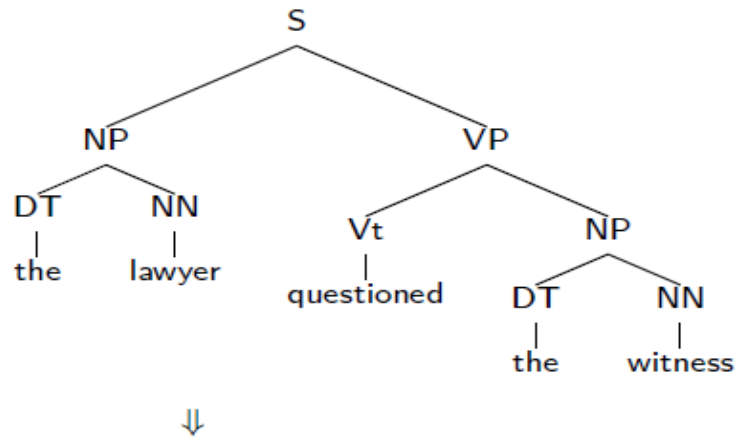 S
NP VP
DT NN Vt NP
the lawyer questioned DT NN
the witness
⇓